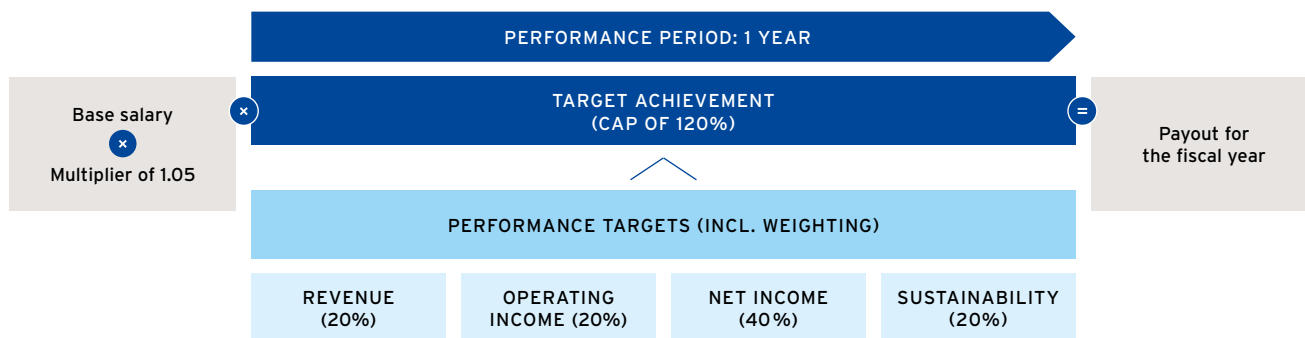 PERFORMANCE PERIOD: 1 YEAR
Base salary
×
Multiplier of 1.05
×
TARGET ACHIEVEMENT
(CAP OF 120%)
=
Payout for
the fiscal year
PERFORMANCE TARGETS (INCL. WEIGHTING)
REVENUE
(20%)
OPERATING
INCOME (20%)
NET INCOME
(40%)
SUSTAINABILITY
(20%)